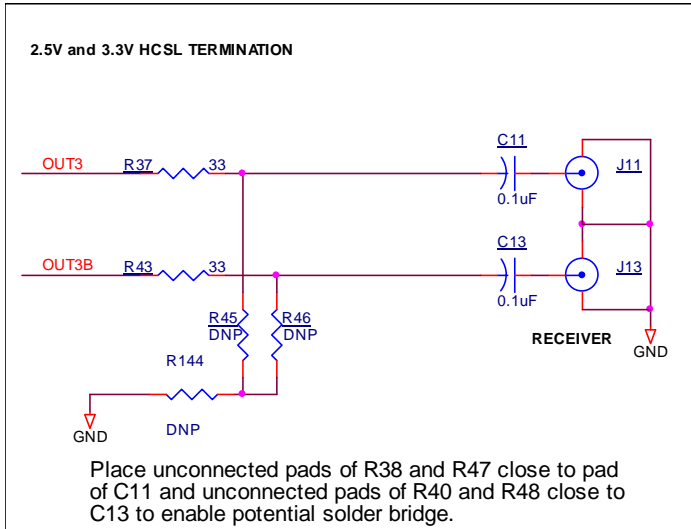 2.5V and 3.3V HCSL TERMINATION
C11
OUT3 R37 33 J11
0.1uF
C13
OUT3B R43 33 J13
0.1uF
R45 R46
DNP DNP
RECEIVER
GND
R144
GND
DNP
Place unconnected pads of R38 and R47 close to pad
of C11 and unconnected pads of R40 and R48 close to
C13 to enable potential solder bridge.